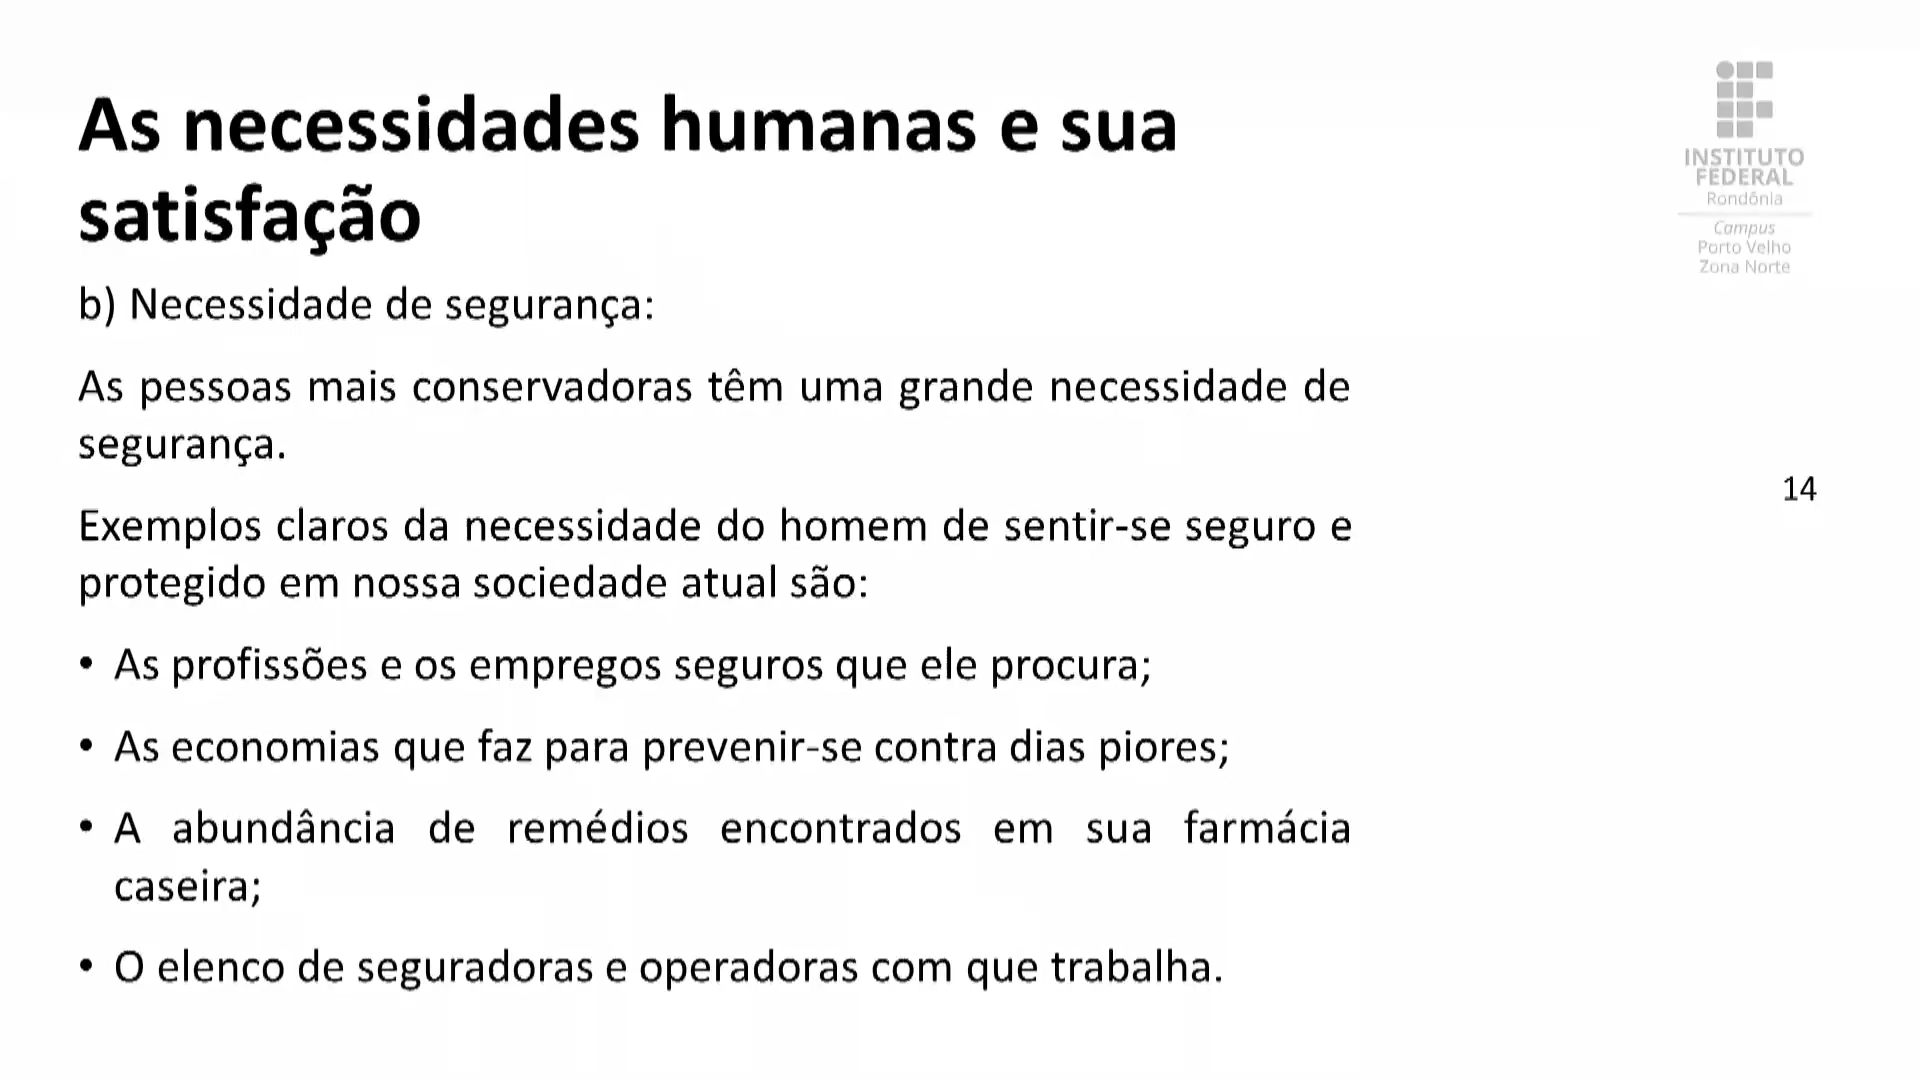 As necessidades humanas e sua
satisfação
b) Necessidade de segurança:
As pessoas mais conservadoras têm uma grande necessidade de
segurança.
Exemplos claros da necessidade do homem de sentir-se seguro e
protegido em nossa sociedade atual são:
• As profissões e os empregos seguros que ele procura;
• As economias que faz para prevenir-se contra dias piores;
• A abundância de remédios encontrados em sua farmácia
caseira;
• O elenco de seguradoras e operadoras com que trabalha.
INSTITUTO
FEDERAL
Rondônia
Campus
Porto Velho
Zona Norte
14